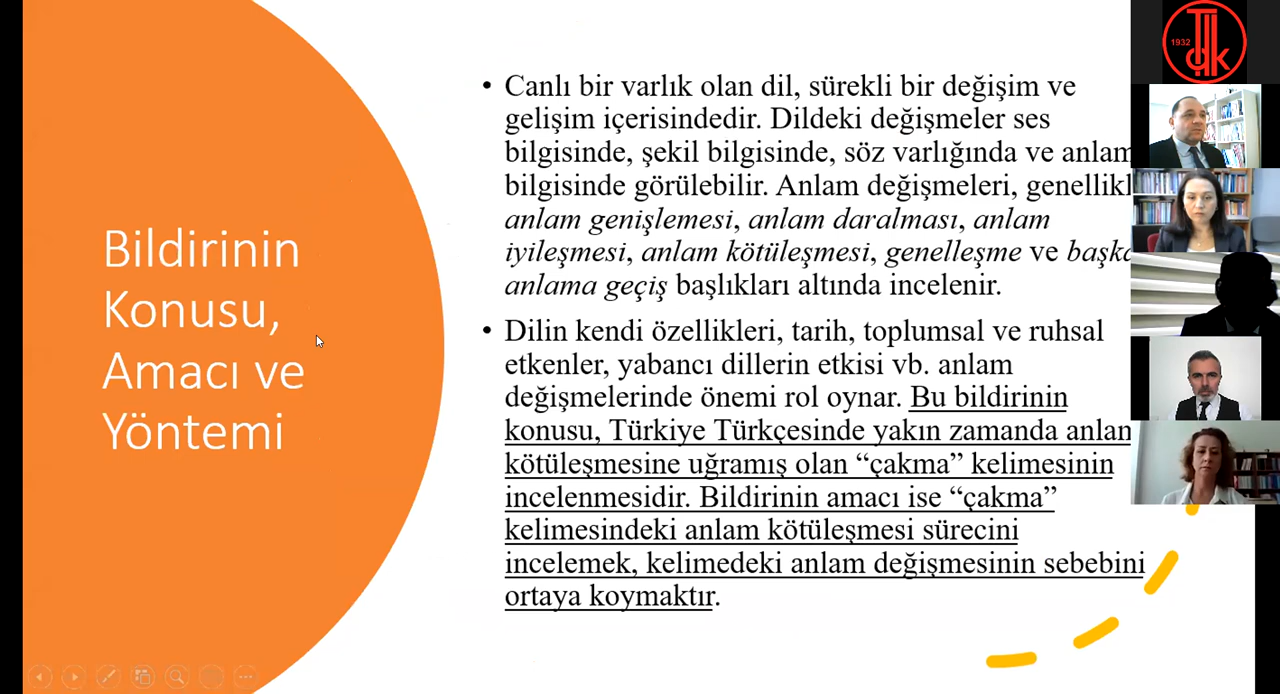 Bildirinin
Konusu,
Amacı ve
Yöntemi
• Canlı bir varlık olan dil, sürekli bir değişim ve
gelişim içerisindedir. Dildeki değişmeler ses
bilgisinde, şekil bilgisinde, söz varlığında ve anlam
bilgisinde görülebilir. Anlam değişmeleri, genellikl
anlam genişlemesi, anlam daralması, anlam
iyileşmesi, anlam kötüleşmesi, genelleşme ve başka
anlama geçiş başlıkları altında incelenir.
• Dilin kendi özellikleri, tarih, toplumsal ve ruhsal
etkenler, yabancı dillerin etkisi vb. anlam
değişmelerinde önemi rol oynar. Bu bildirinin
konusu, Türkiye Türkçesinde yakın zamanda anlan
kötüleşmesine uğramış olan “çakma” kelimesinin
incelenmesidir. Bildirinin amacı ise “çakma”
kelimesindeki anlam kötüleşmesi sürecini
incelemek, kelimedeki anlam değişmesinin sebebini
ortaya koymaktır.
1932
TDK